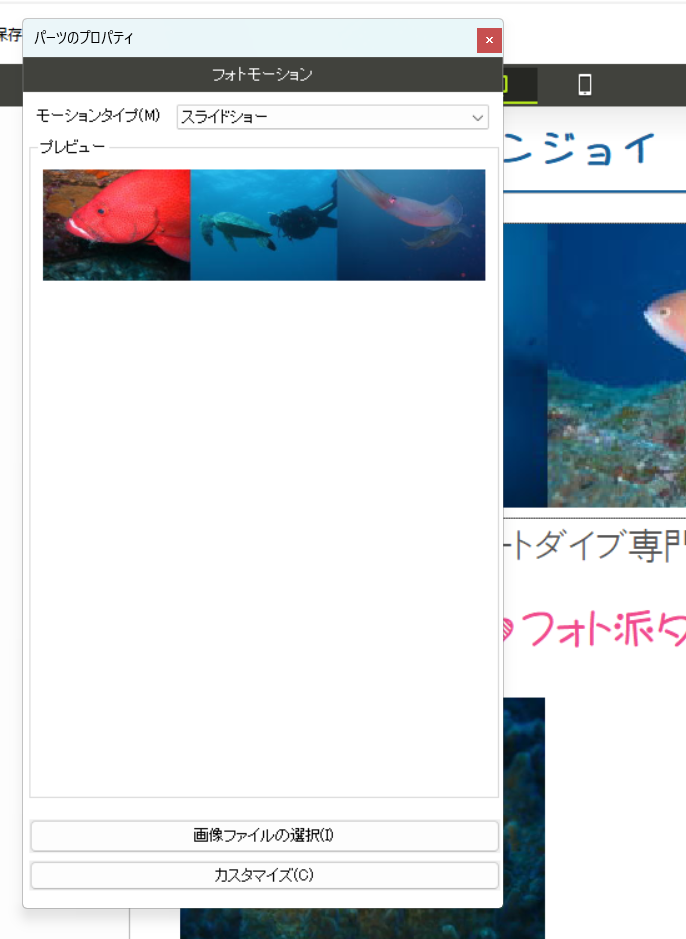 保存
パーツのプロパティ
フォトモーション
モーションタイプ(M)
スライドショー
プレビュー
ンジョイ
ートダイブ専門
フォト派タ
画像ファイルの選択(I)
カスタマイズ(C)